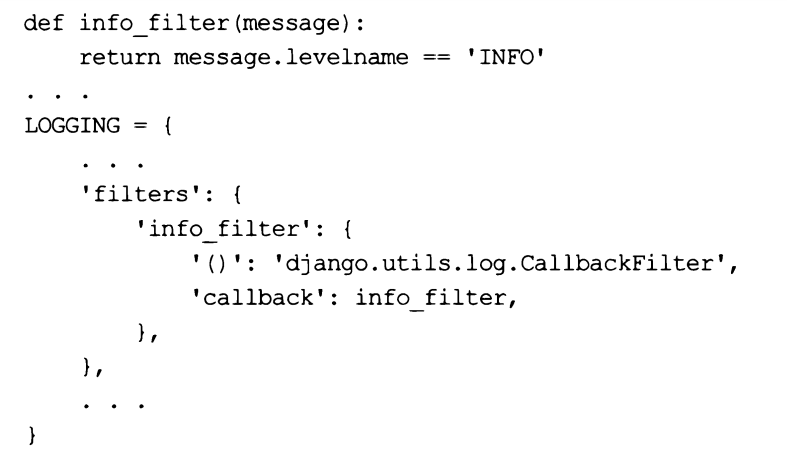 def info_filter(message):
    return message.levelname == 'INFO'
. . .
LOGGING = {
    . . .
    'filters': {
        'info_filter': {
            '()': 'django.utils.log.CallbackFilter',
            'callback': info_filter,
        },
    },
    . . .
}